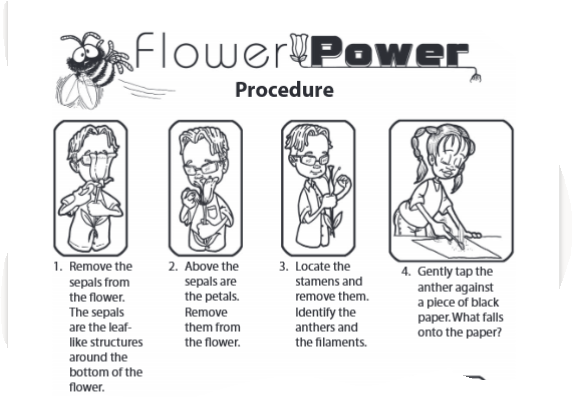 Flower Power
Procedure
1. Remove the
sepals from
the flower.
The sepals
are the leaf-
like structures
around the
bottom of the
flower.
2. Above the
sepals are
the petals.
Remove
them from
the flower.
3. Locate the
stamens and
remove them.
Identify the
anthers and
the filaments.
4. Gently tap the
anther against
a piece of black
paper. What falls
onto the paper?